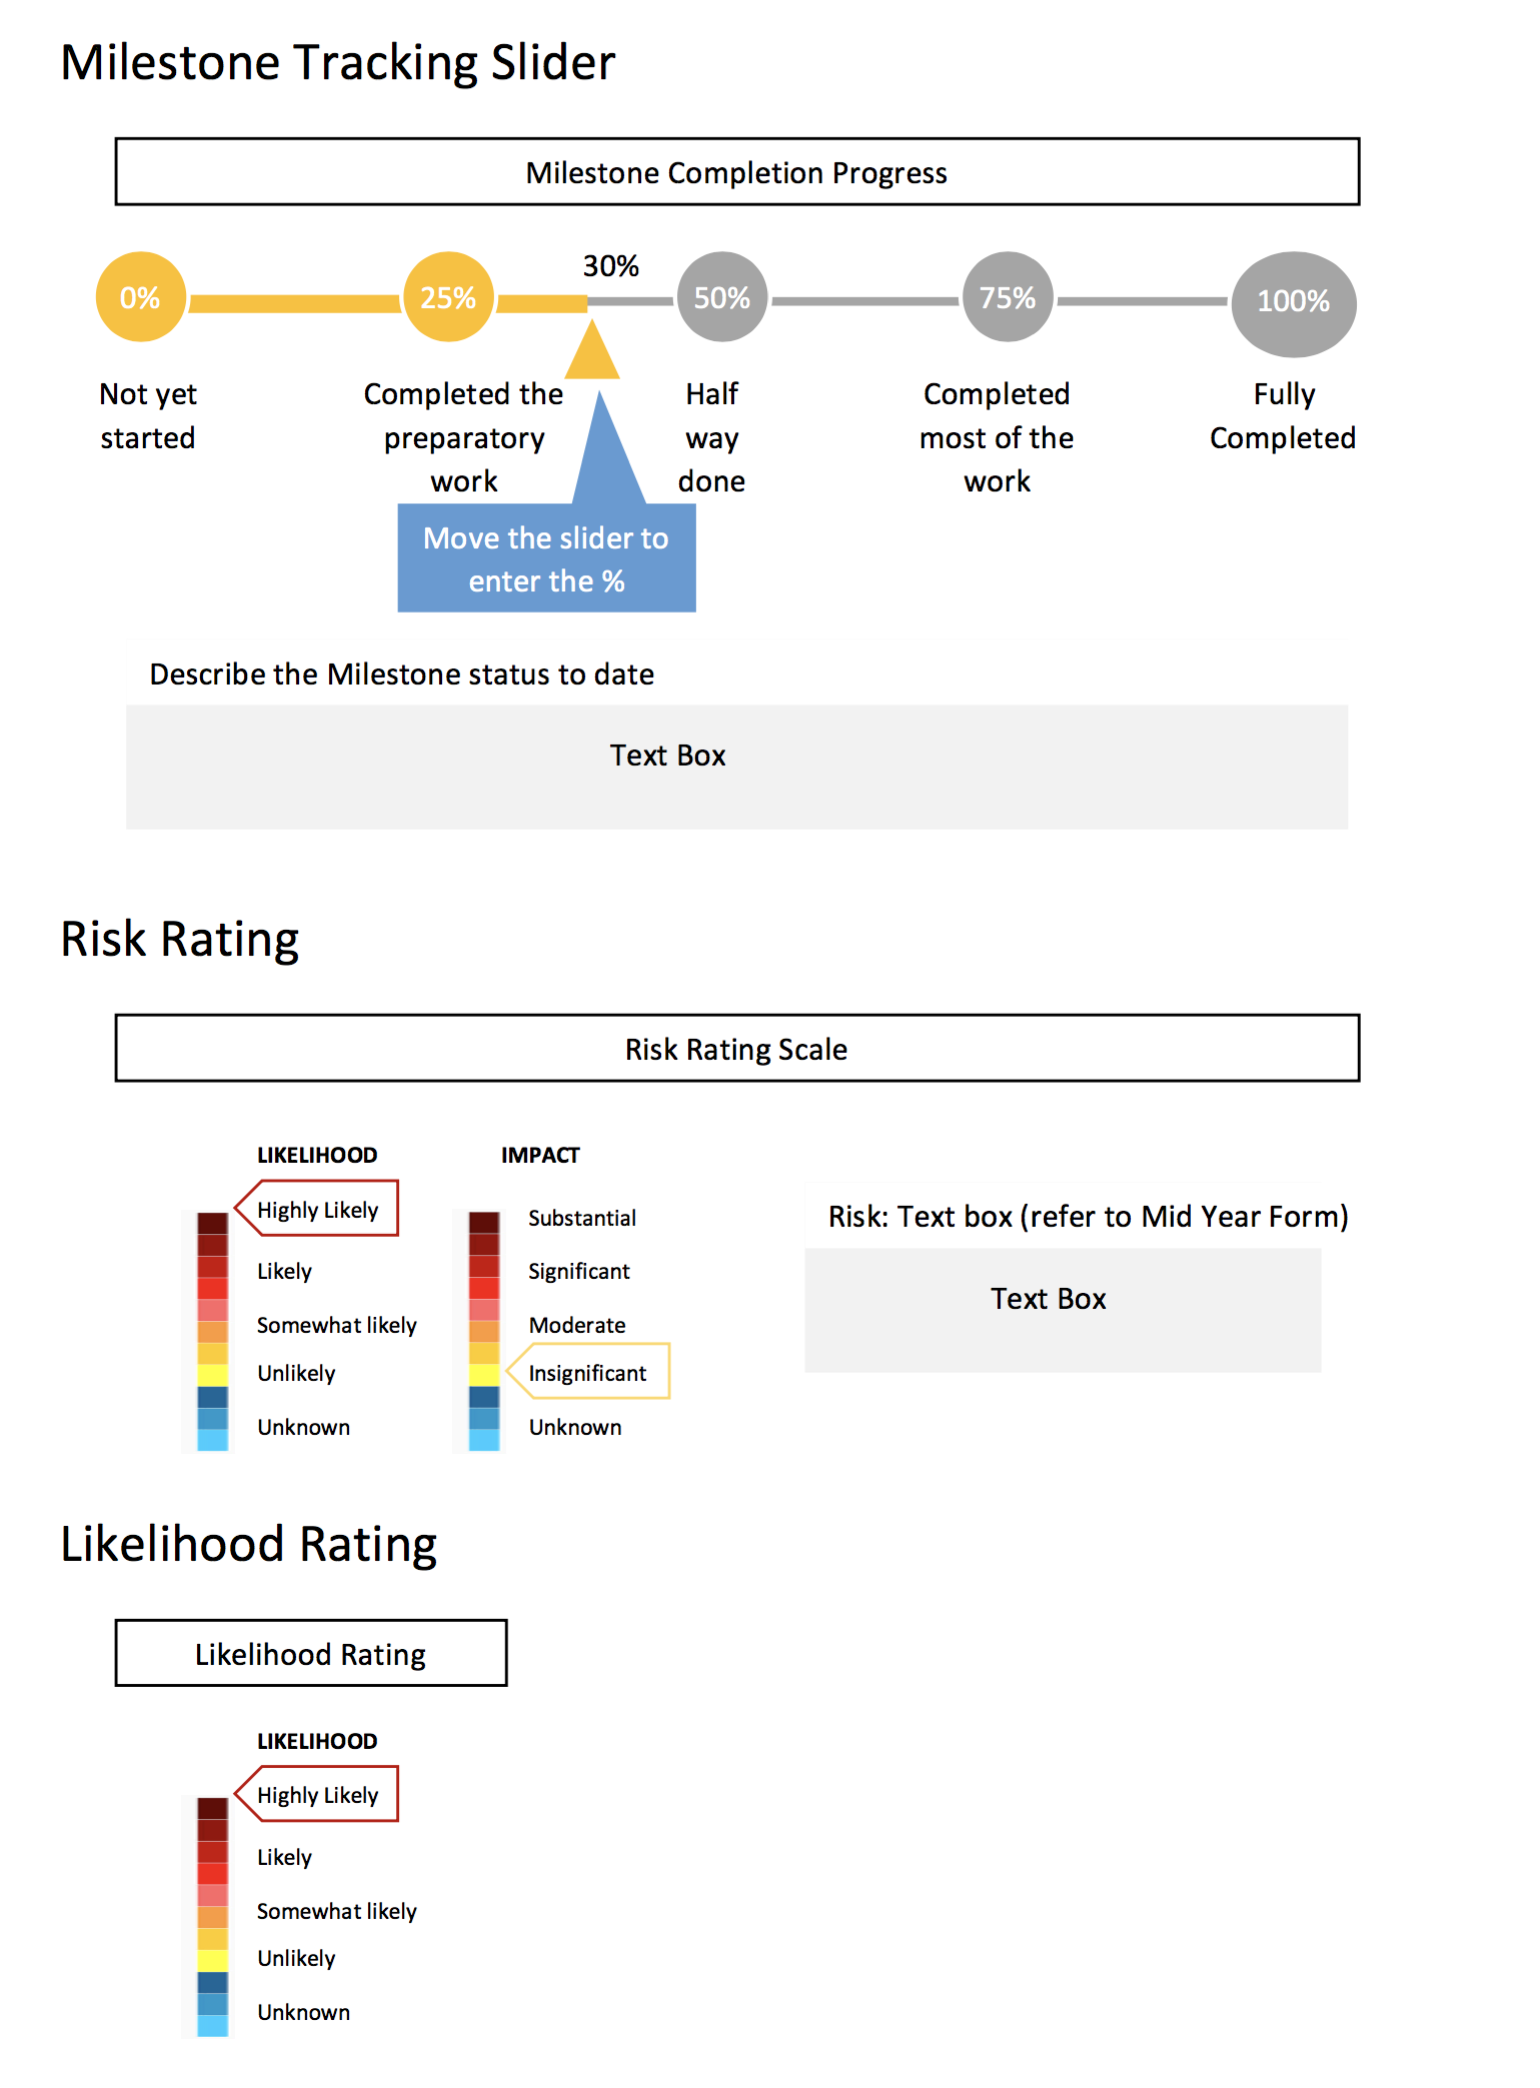 Milestone Tracking Slider
Milestone Completion Progress
30%
0%
25%
50%
75%
100%
Not yet
started
Completed the
preparatory
work
Half
way
done
Completed
most of the
work
Fully
Completed
Move the slider to
enter the %
Describe the Milestone status to date
Text Box
Risk Rating
Risk Rating Scale
LIKELIHOOD
Highly Likely
Likely
Somewhat likely
Unlikely
Unknown
IMPACT
Substantial
Significant
Moderate
Insignificant
Unknown
Risk: Text box (refer to Mid Year Form)
Text Box
Likelihood Rating
Likelihood Rating
LIKELIHOOD
Highly Likely
Likely
Somewhat likely
Unlikely
Unknown